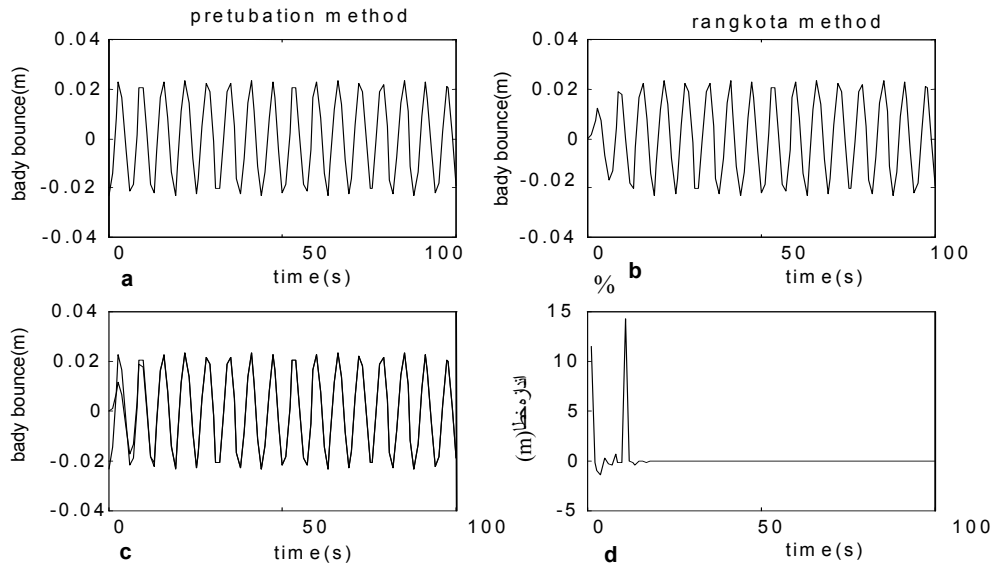 pretubation method
0.04
0.02
0
-0.02
-0.04
bady bounce(m)
0 50 100
a time(s)
rangkota method
0.04
0.02
0
-0.02
-0.04
bady bounce(m)
0 50 100
b time(s)
0.04
0.02
0
-0.02
-0.04
bady bounce(m)
0 50 100
c time(s)
%
15
10
5
0
-5
اندازه خطا(m)
0 50 100
d time(s)